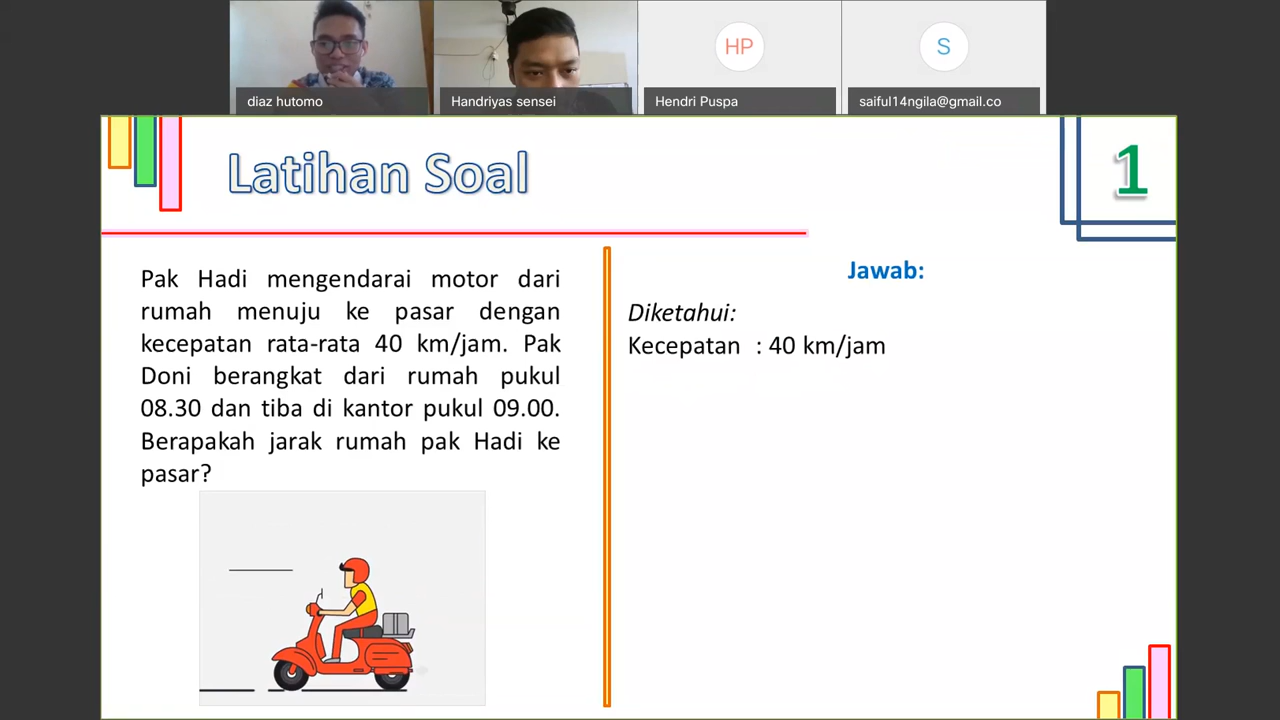 diaz hutomo
Handriyas sensei
HP
Hendri Puspa
S
saiful14ngila@gmail.co
Latihan Soal
1
Pak Hadi mengendarai motor dari
rumah menuju ke pasar dengan
kecepatan rata-rata 40 km/jam. Pak
Doni berangkat dari rumah pukul
08.30 dan tiba di kantor pukul 09.00.
Berapakah jarak rumah pak Hadi ke
pasar?
Jawab:
Diketahui:
Kecepatan : 40 km/jam